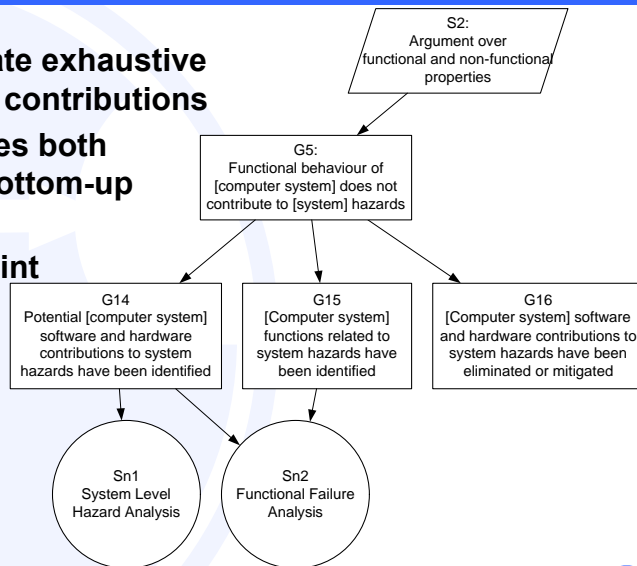 ate exhaustive
contributions
es both
ottom-up
int
S2:
Argument over
functional and non-functional
properties
G5:
Functional behaviour of
[computer system] does not
contribute to [system] hazards
G14
Potential [computer system]
software and hardware
contributions to system
hazards have been identified
G15
[Computer system]
functions related to
system hazards have
been identified
G16
[Computer system] software
and hardware contributions to
system hazards have been
eliminated or mitigated
Sn1
System Level
Hazard Analysis
Sn2
Functional Failure
Analysis